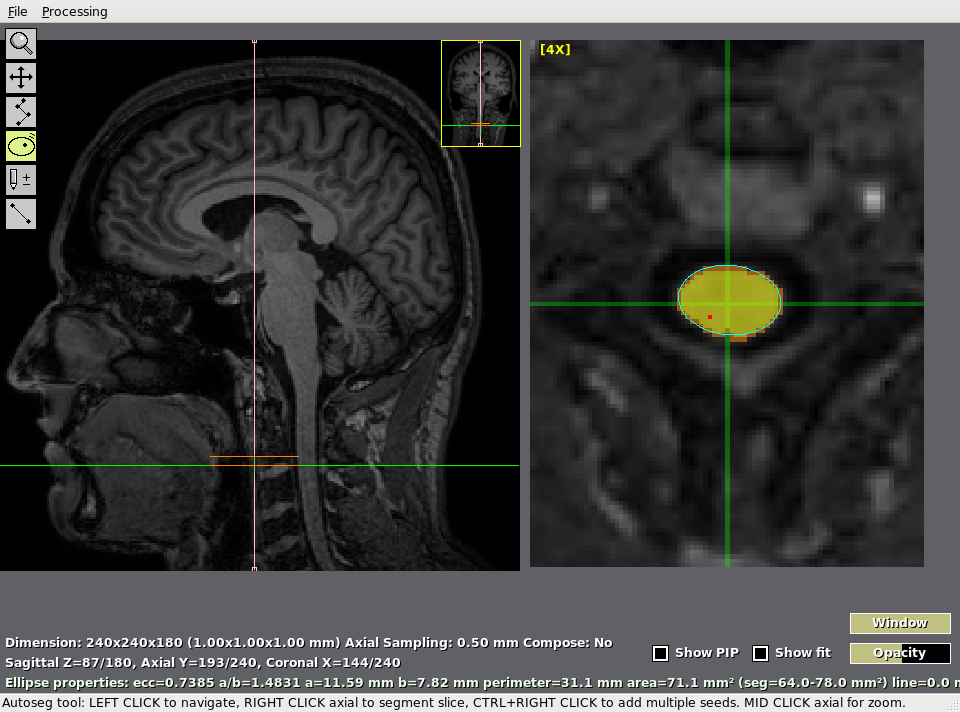 File Processing
[4X]
Window
Dimension: 240x240x180 (1.00x1.00x1.00 mm) Axial Sampling: 0.50 mm Compose: No
Show PIP Show fit Opacity
Sagittal Z=87/180, Axial Y=193/240, Coronal X=144/240
Ellipse properties: ecc=0.7385 a/b=1.4831 a=11.59 mm b=7.82 mm perimeter=31.1 mm area=71.1 mm² (seg=64.0-78.0 mm²) line=0.0 m
Autoseg tool: LEFT CLICK to navigate, RIGHT CLICK axial to segment slice, CTRL+RIGHT CLICK to add multiple seeds. MID CLICK axial for zoom.